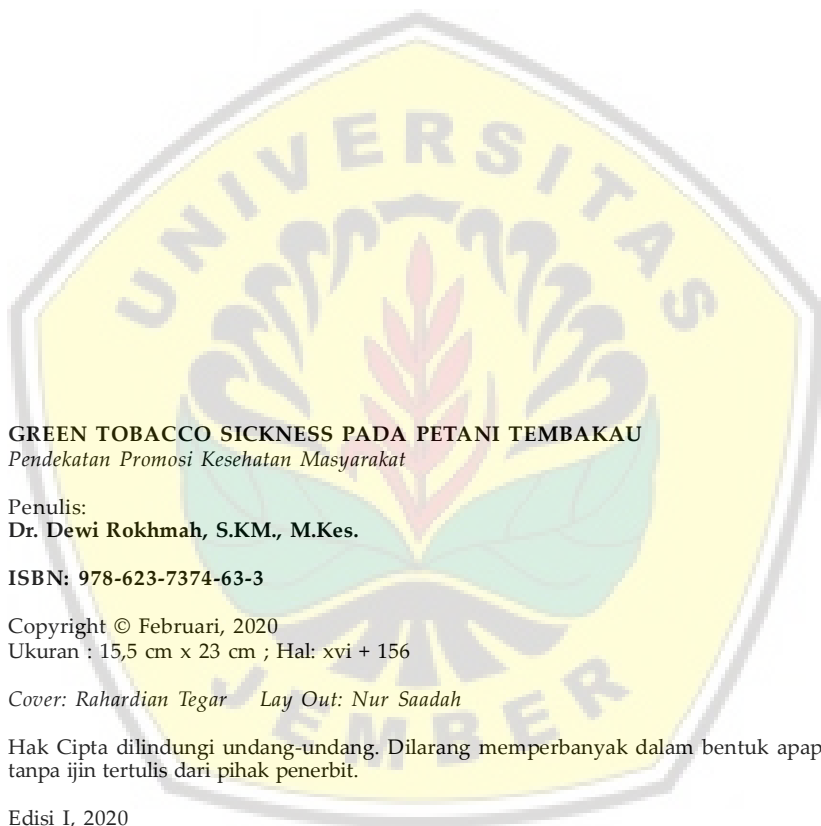 UNIVERSITAS
GREEN TOBACCO SICKNESS PADA PETANI TEMBAKAU
Pendekatan Promosi Kesehatan Masyarakat
Penulis:
Dr. Dewi Rokhmah, S.KM., M.Kes.
ISBN: 978-623-7374-63-3
Copyright © Februari, 2020
Ukuran : 15,5 cm x 23 cm ; Hal: xvi + 156
Cover: Rahardian Tegar Lay Out: Nur Saadah
JEMBER
Hak Cipta dilindungi undang-undang. Dilarang memperbanyak dalam bentuk apap
tanpa ijin tertulis dari pihak penerbit.
Edisi I, 2020